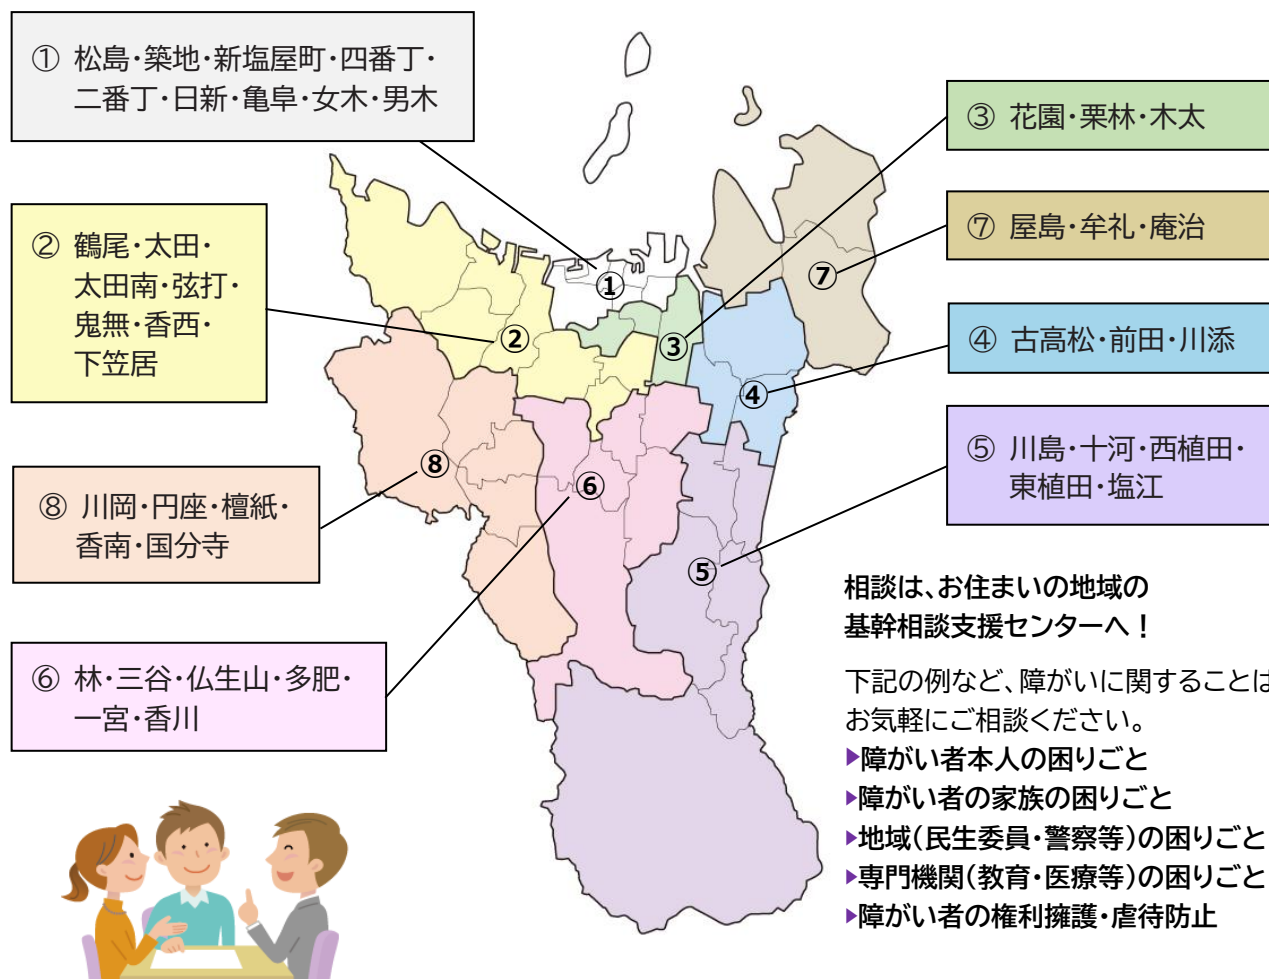 ① 松島・築地・新塩屋町・四番丁・
二番丁・日新・亀阜・女木・男木
② 鶴尾・太田・
太田南・弦打・
鬼無・香西・
下笠居
⑧ 川岡・円座・檀紙・
香南・国分寺
⑥ 林・三谷・仏生山・多肥・
一宮・香川
③ 花園・栗林・木太
⑦ 屋島・牟礼・庵治
④ 古高松・前田・川添
⑤ 川島・十河・西植田・
東植田・塩江
①
②
③
⑦
④
⑧
⑥
⑤
相談は、お住まいの地域の
基幹相談支援センターへ！
下記の例など、障がいに関することは
お気軽にご相談ください。
▶障がい者本人の困りごと
▶障がい者の家族の困りごと
▶地域（民生委員・警察等）の困りごと
▶専門機関（教育・医療等）の困りごと
▶障がい者の権利擁護・虐待防止